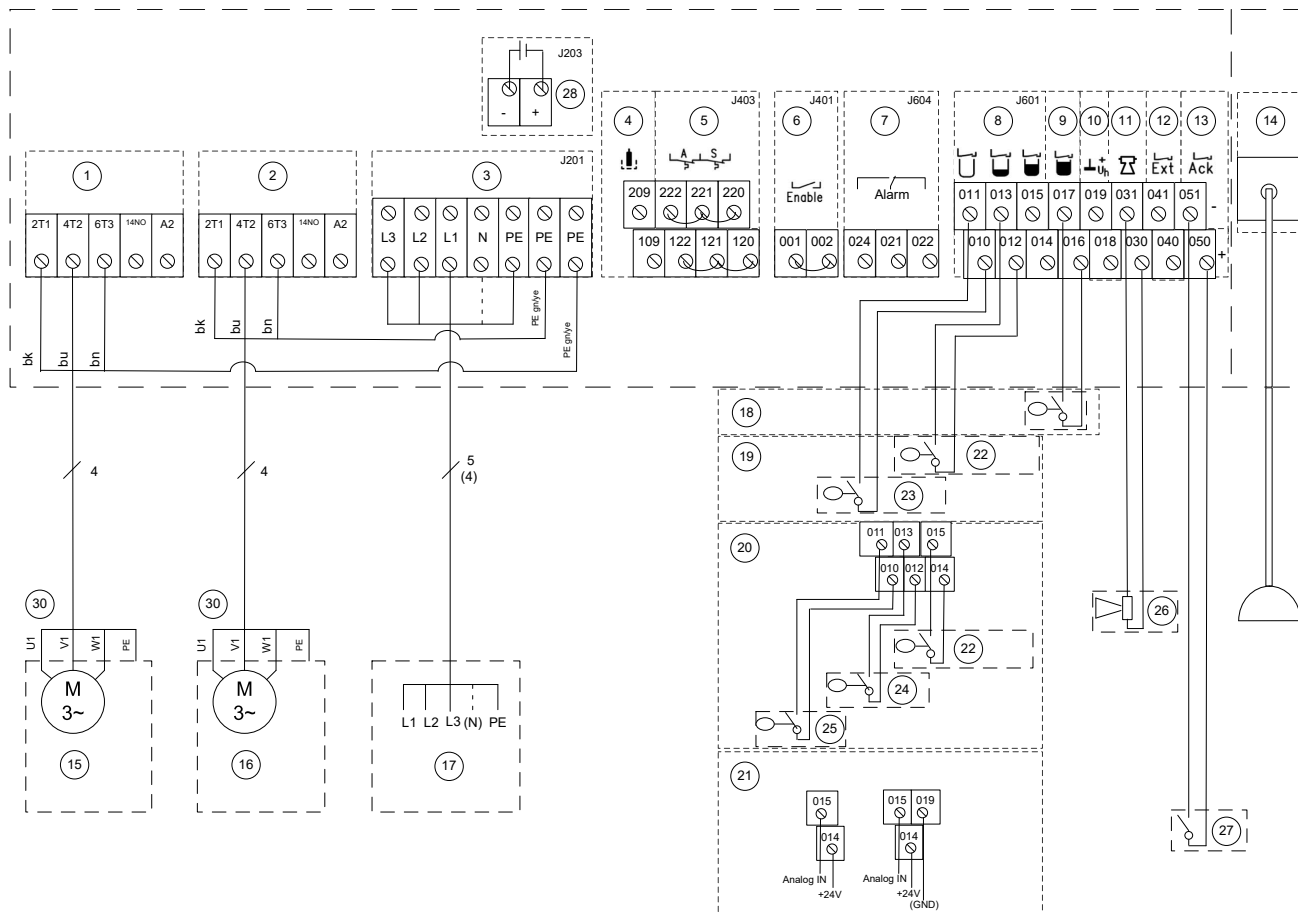 J203
28
- +
1
2
3
J201
4
5
J403
A S
6
J401
Enable
7
J604
Alarm
8
J601
9
10
+
Uh
11
12
Ext
13
Ack
14
2T1 4T2 6T3 14NO A2
2T1 4T2 6T3 14NO A2
L3 L2 L1 N PE PE PE
209 222 221 220
109 122 121 120
001 002
024 021 022
011 013 015 017 019 031 041 051 -
010 012 014 016 018 030 040 050 +
bk bu bn
bk bu bn
PE gn/ye
PE gn/ye
4
4
5
(4)
18
19
22
23
20
011 013 015
010 012 014
22
24
25
26
27
30
U1 V1 W1 PE
M
3~
15
30
U1 V1 W1 PE
M
3~
16
L1 L2 L3 (N) PE
17
21
015
014
Analog IN
+24V
015 019
014
Analog IN
+24V
(GND)